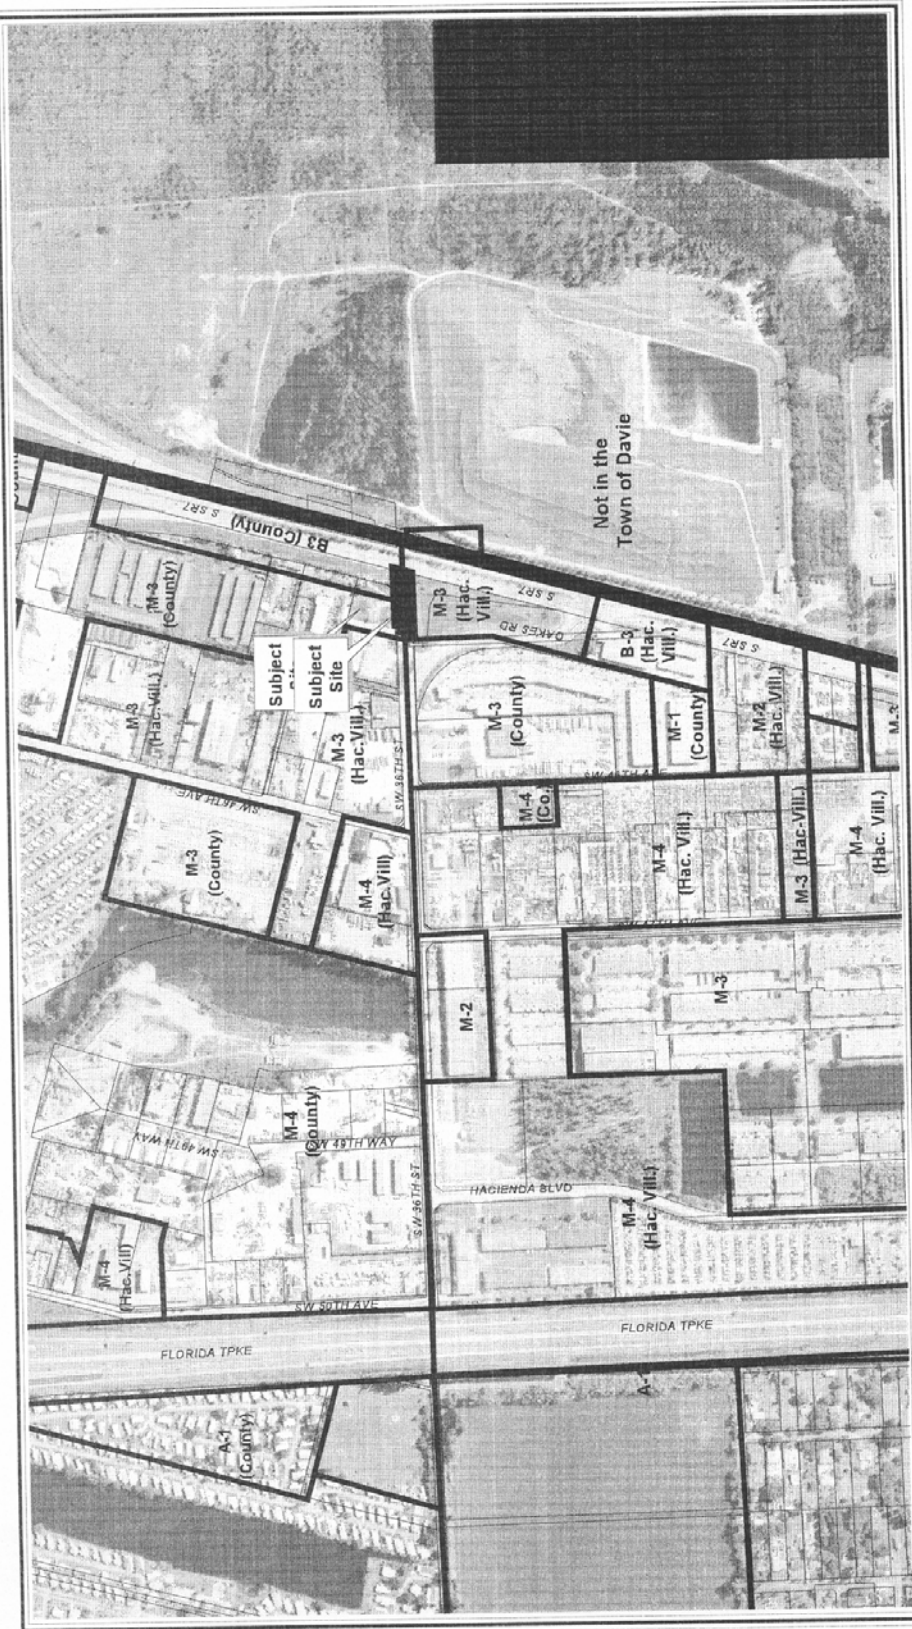 Not in the
Town of Davie
S SR7
B3 (County)
M-3
(County)
Subject
Subject
Site
M-3
(Hac.
Vill.)
OAKES RD
S SR7
B-3
(Hac.
Vill.)
S SR7
M-3
(Hac.Vill.)
M-3
(Hac.Vill.)
SW 36TH ST
M-3
(County)
M-1
(County
M-2
(Hac.Vill.)
M-3
SW 46TH AVE
M-3
(County)
M-4
(Hac.Vill)
M-4
(Co.)
M-4
(Hac. Vill.)
M-3 (Hac-Vill.)
M-4
(Hac. Vill.)
M-2
M-3
SW 49TH WAY
M-4
(County)
SW 49TH WAY
SW 36TH ST
HACIENDA BLVD
M-4
(Hac. Vill.)
M-4
(Hac.Vill)
SW 50TH AVE
FLORIDA TPKE
FLORIDA TPKE
A-1
(County)